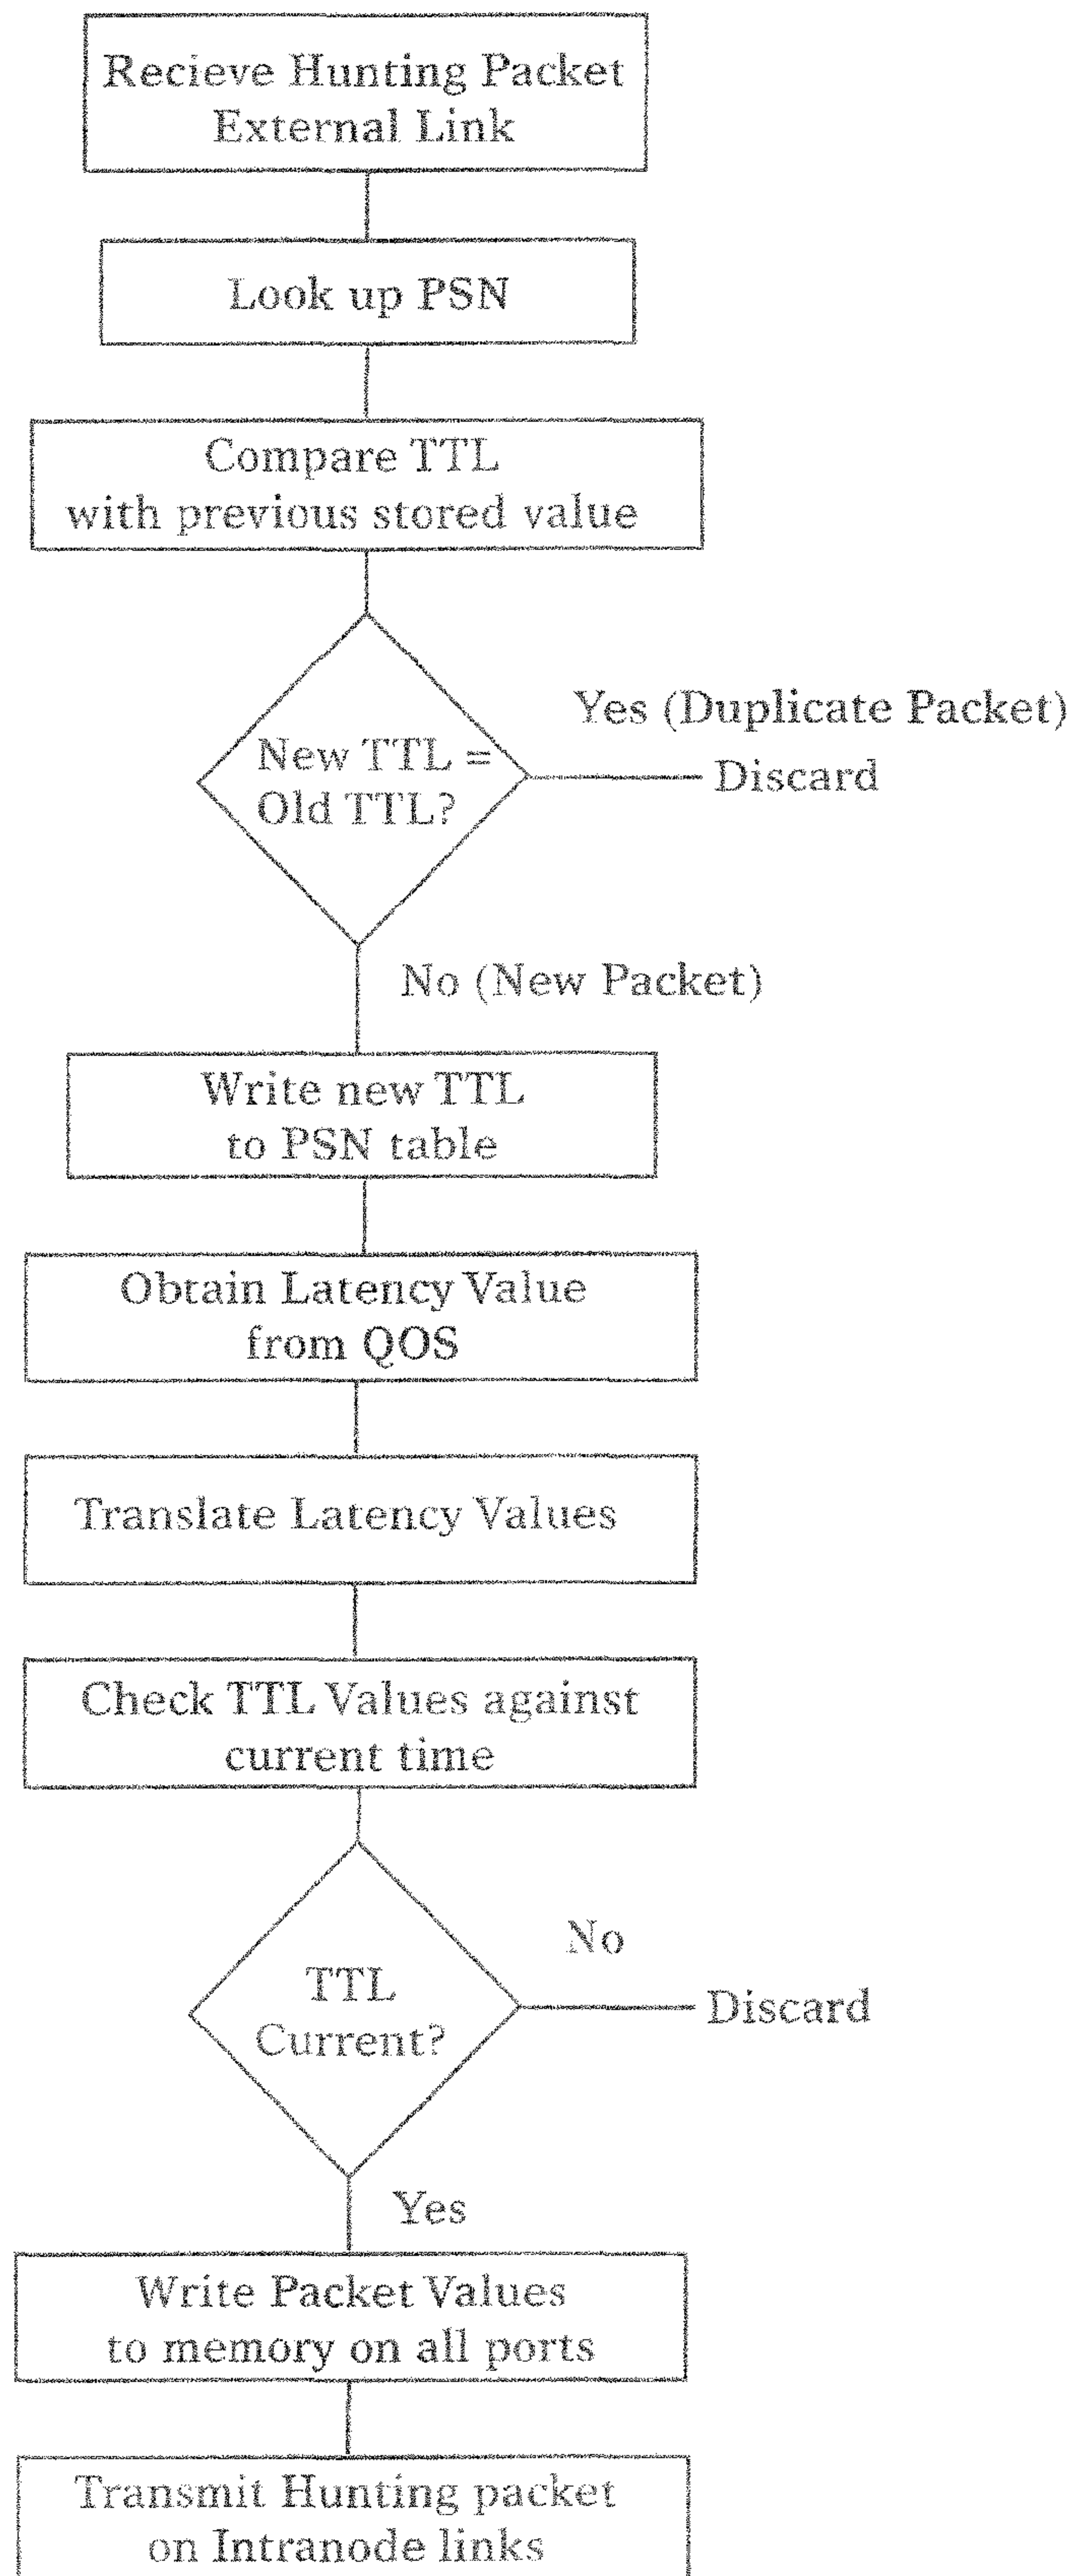 Recieve Hunting Packet
External Link
Look up PSN
Compare TTL
with previous stored value
Yes (Duplicate Packet)
New TTL =
Old TTL?
Discard
No (New Packet)
Write new TTL
to PSN table
Obtain Latency Value
from QOS
Translate Latency Values
Check TTL Values against
current time
No
TTL
Current?
Discard
Yes
Write Packet Values
to memory on all ports
Transmit Hunting packet
on Intranode links